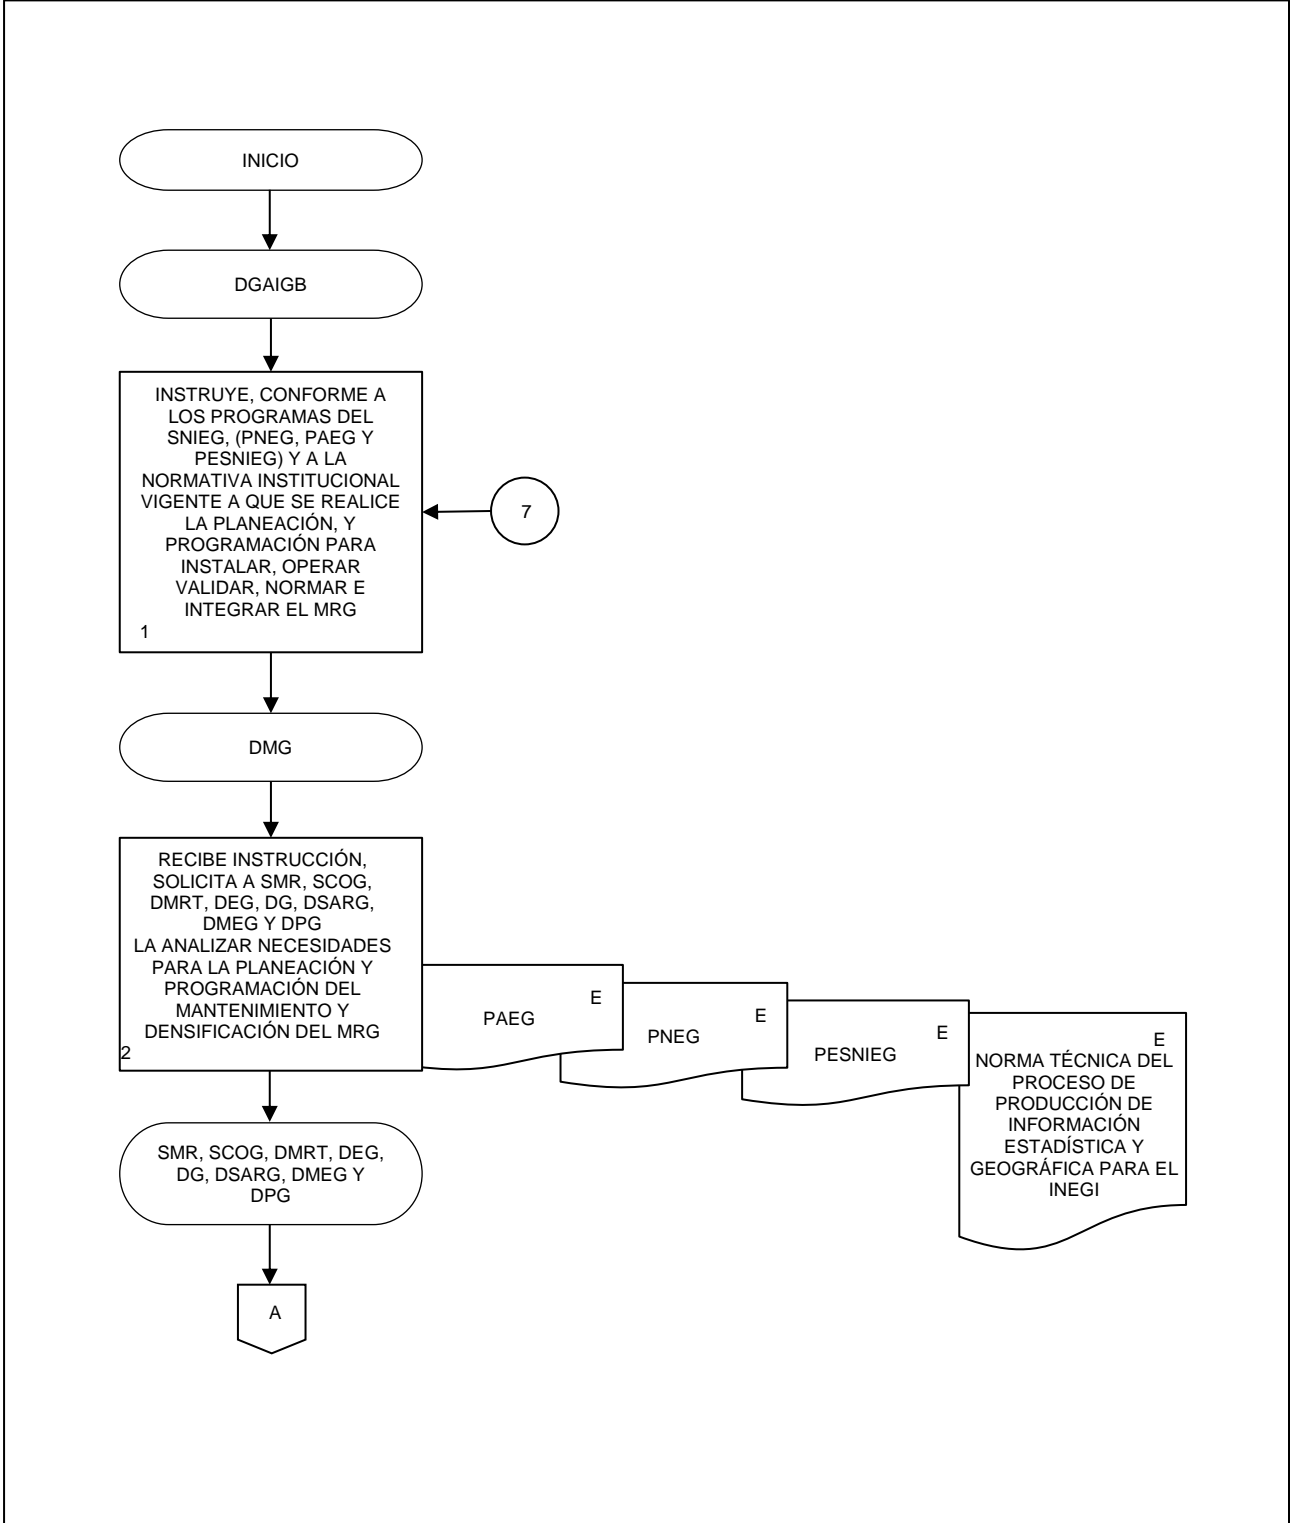 INICIO
DGAIGB
INSTRUYE, CONFORME A
LOS PROGRAMAS DEL
SNIEG, (PNEG, PAEG Y
PESNIEG) Y A LA
NORMATIVA INSTITUCIONAL
VIGENTE A QUE SE REALICE
LA PLANEACIÓN, Y
PROGRAMACIÓN PARA
INSTALAR, OPERAR
VALIDAR, NORMAR E
INTEGRAR EL MRG
1
7
DMG
RECIBE INSTRUCCIÓN,
SOLICITA A SMR, SCOG,
DMRT, DEG, DG, DSARG,
DMEG Y DPG
LA ANALIZAR NECESIDADES
PARA LA PLANEACIÓN Y
PROGRAMACIÓN DEL
MANTENIMIENTO Y
DENSIFICACIÓN DEL MRG
2
E
PAEG
E
PNEG
E
PESNIEG
E
NORMA TÉCNICA DEL
PROCESO DE
PRODUCCIÓN DE
INFORMACIÓN
ESTADÍSTICA Y
GEOGRÁFICA PARA EL
INEGI
SMR, SCOG, DMRT, DEG,
DG, DSARG, DMEG Y
DPG
A